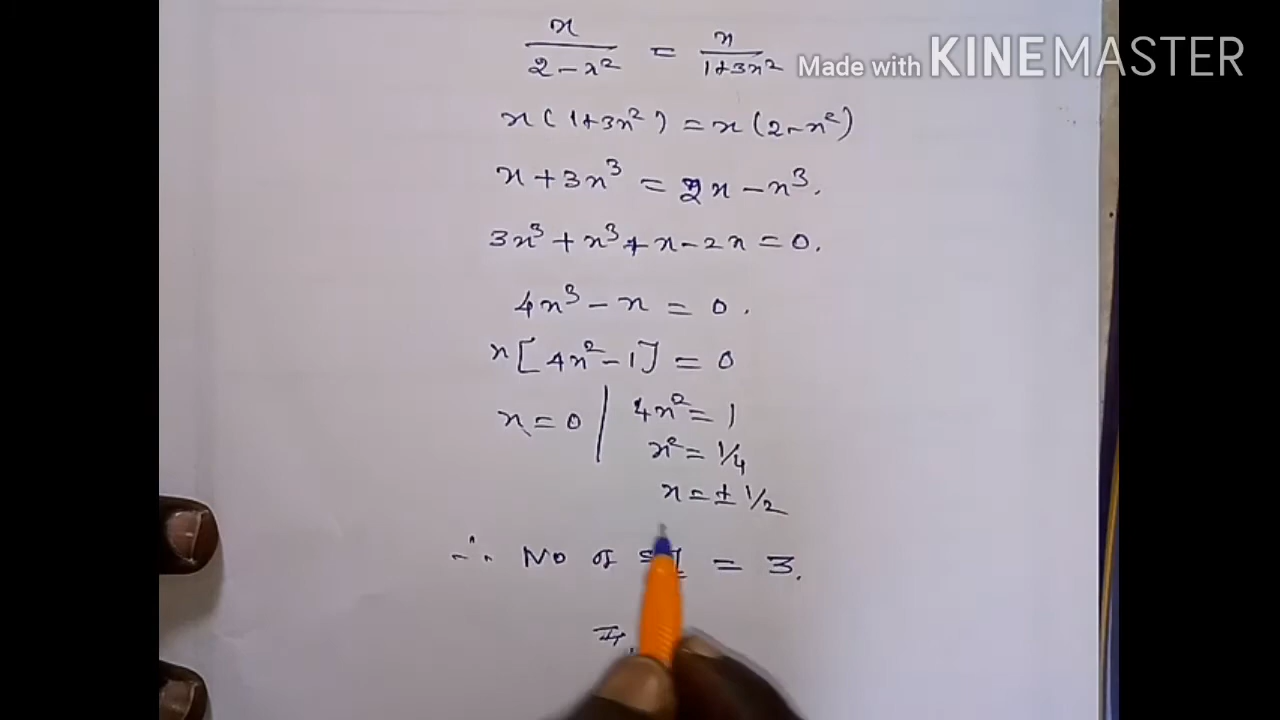 x/(2-x²) = x/(1+3x²)
Made with KINEMASTER
x(1+3x²) = x(2-x²)
x+3x³ = 2x-x³.
3x³+x³+x-2x=0.
4x³-x = 0.
x[4x²-1] = 0
x=0 | 4x²=1
x²=1/4
x=±1/2
∴ No of = 3.